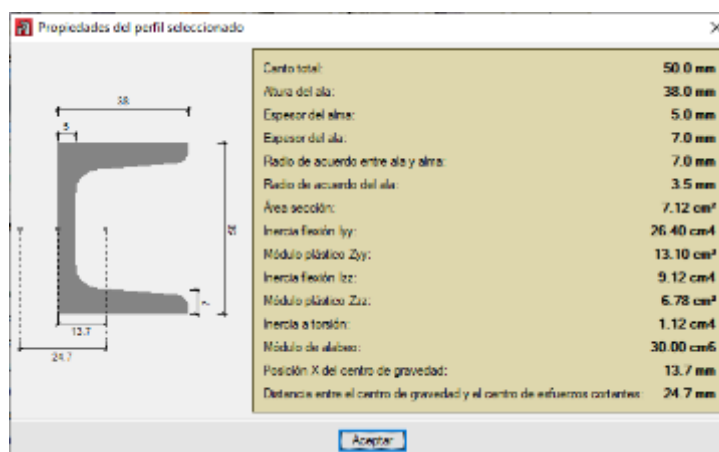 Propiedades del perfil seleccionado
Canto total: 50.0 mm
Altura del ala: 38.0 mm
Espesor del alma: 5.0 mm
Espesor del ala: 7.0 mm
Radio de acuerdo entre ala y alma: 7.0 mm
Radio de acuerdo del ala: 3.5 mm
Área sección: 7.12 cm²
Inercia flexión Iyy: 26.40 cm4
Módulo plástico Zyy: 13.10 cm³
Inercia flexión Izz: 9.12 cm4
Módulo plástico Zzz: 6.78 cm³
Inercia a torsión: 1.12 cm4
Módulo de alabeo: 30.00 cm6
Posición X del centro de gravedad: 13.7 mm
Distancia entre el centro de gravedad y el centro de esfuerzos cortantes: 24.7 mm
38
5
50
7
13.7
24.7
Aceptar